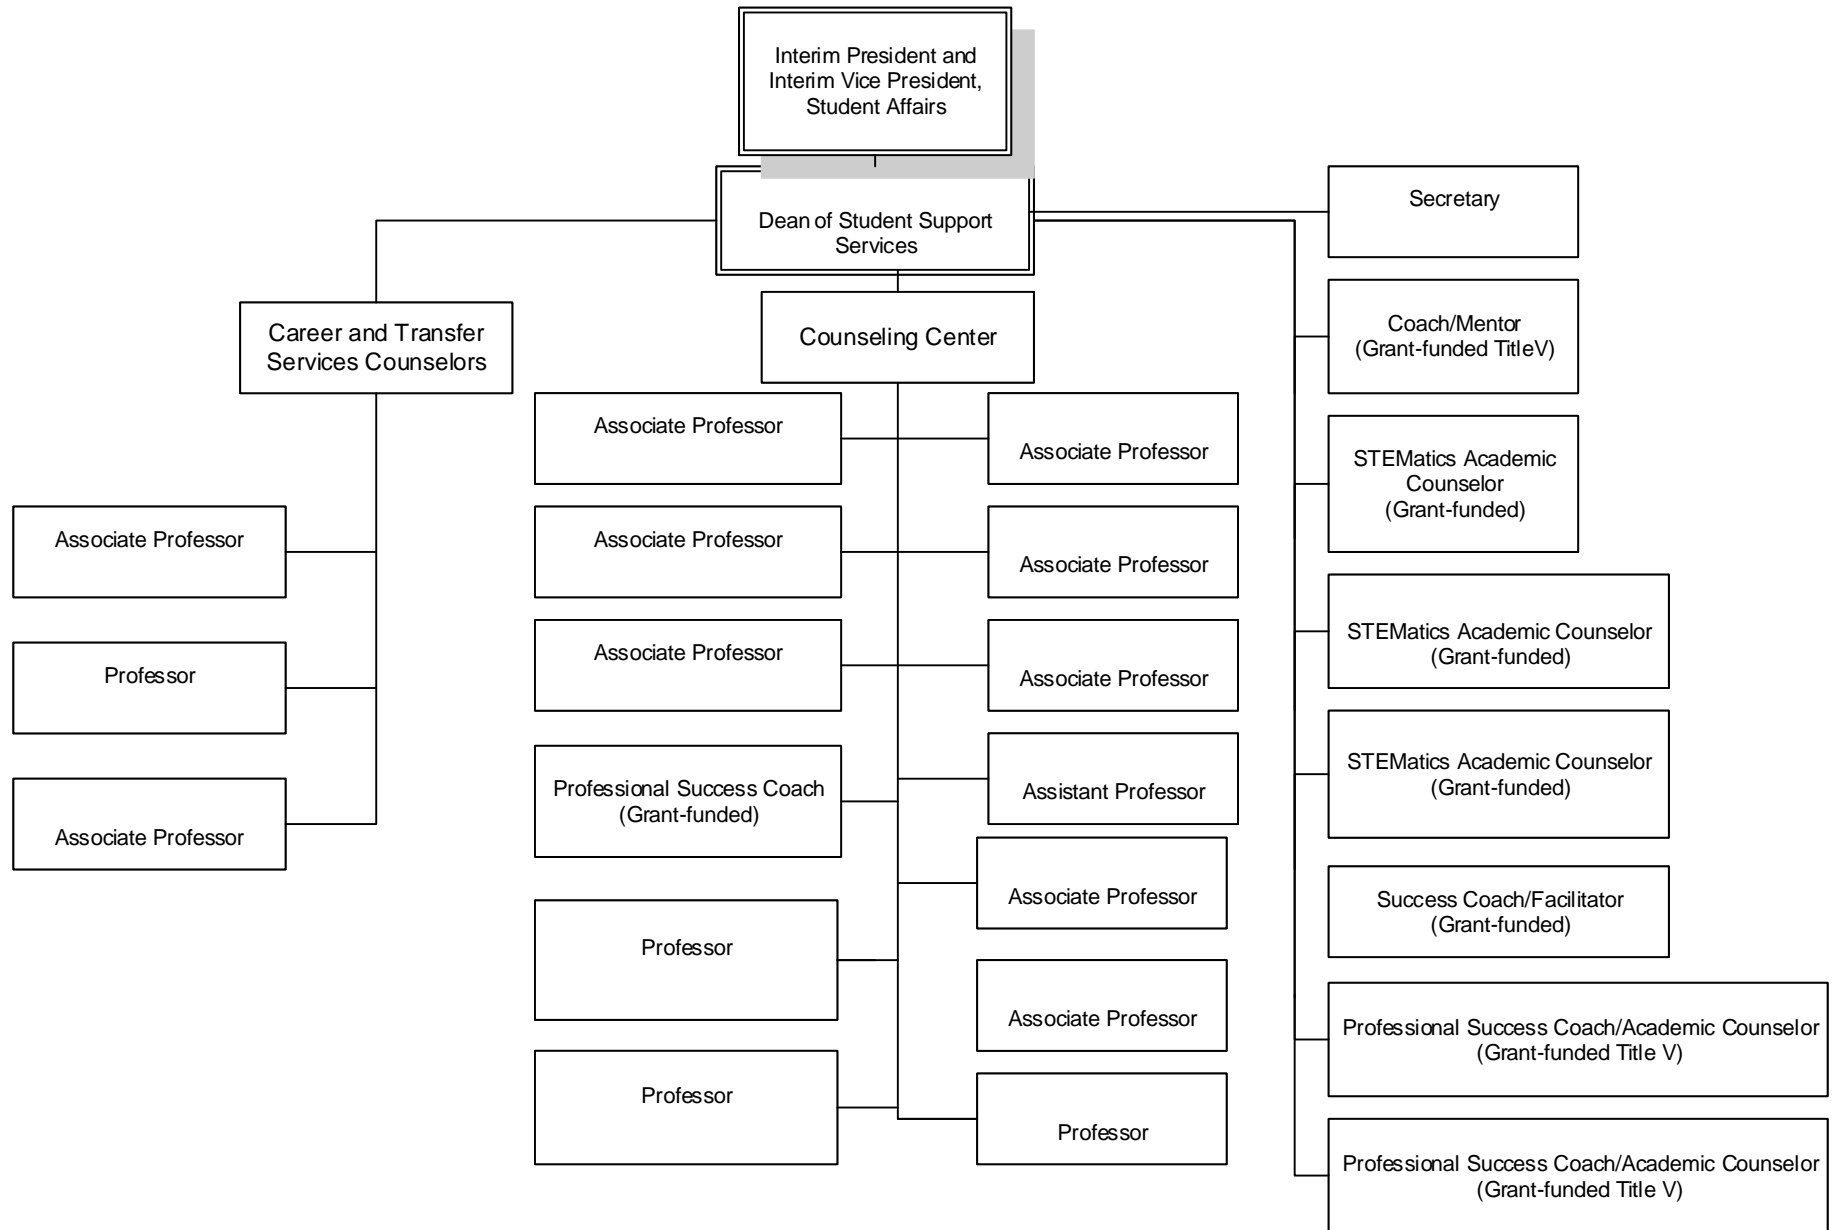 Interim President and
Interim Vice President,
Student Affairs
Dean of Student Support
Services
Secretary
Career and Transfer
Services Counselors
Counseling Center
Coach/Mentor
(Grant-funded TitleV)
Associate Professor
Associate Professor
STEMatics Academic
Counselor
(Grant-funded)
Associate Professor
Associate Professor
Associate Professor
STEMatics Academic Counselor
(Grant-funded)
Professor
Associate Professor
Associate Professor
STEMatics Academic Counselor
(Grant-funded)
Associate Professor
Professional Success Coach
(Grant-funded)
Assistant Professor
Associate Professor
Success Coach/Facilitator
(Grant-funded)
Professor
Associate Professor
Professional Success Coach/Academic Counselor
(Grant-funded Title V)
Professor
Professor
Professional Success Coach/Academic Counselor
(Grant-funded Title V)